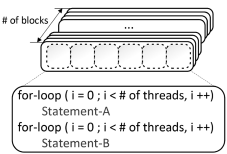 # of blocks
...
for-loop ( i = 0 ; i < # of threads, i ++)
Statement-A
for-loop ( i = 0 ; i < # of threads, i ++)
Statement-B